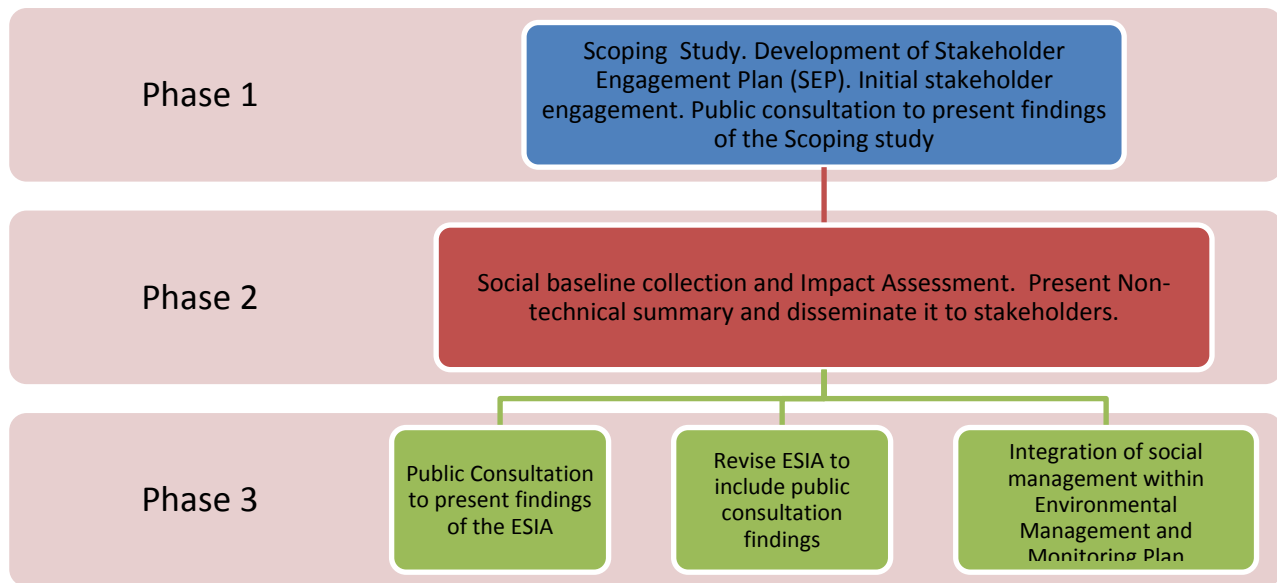 Phase 1
Scoping Study. Development of Stakeholder
Engagement Plan (SEP). Initial stakeholder
engagement. Public consultation to present findings
of the Scoping study
Phase 2
Social baseline collection and Impact Assessment. Present Non-
technical summary and disseminate it to stakeholders.
Phase 3
Public Consultation
to present findings
of the ESIA
Revise ESIA to
include public
consultation
findings
Integration of social
management within
Environmental
Management and
Monitoring Plan